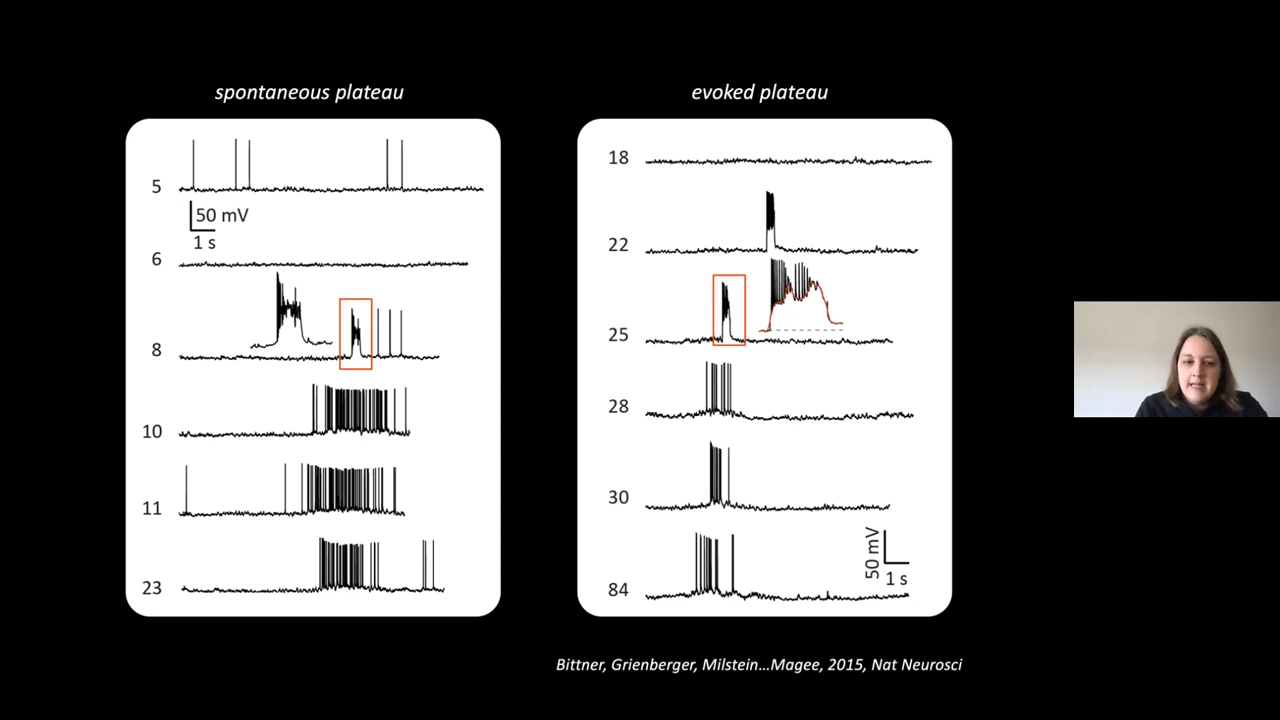 spontaneous plateau
5
50 mV
1 s
6
8
10
11
23
evoked plateau
18
22
25
28
30
50 mV
1 s
84
Bittner, Grienberger, Milstein...Magee, 2015, Nat Neurosci